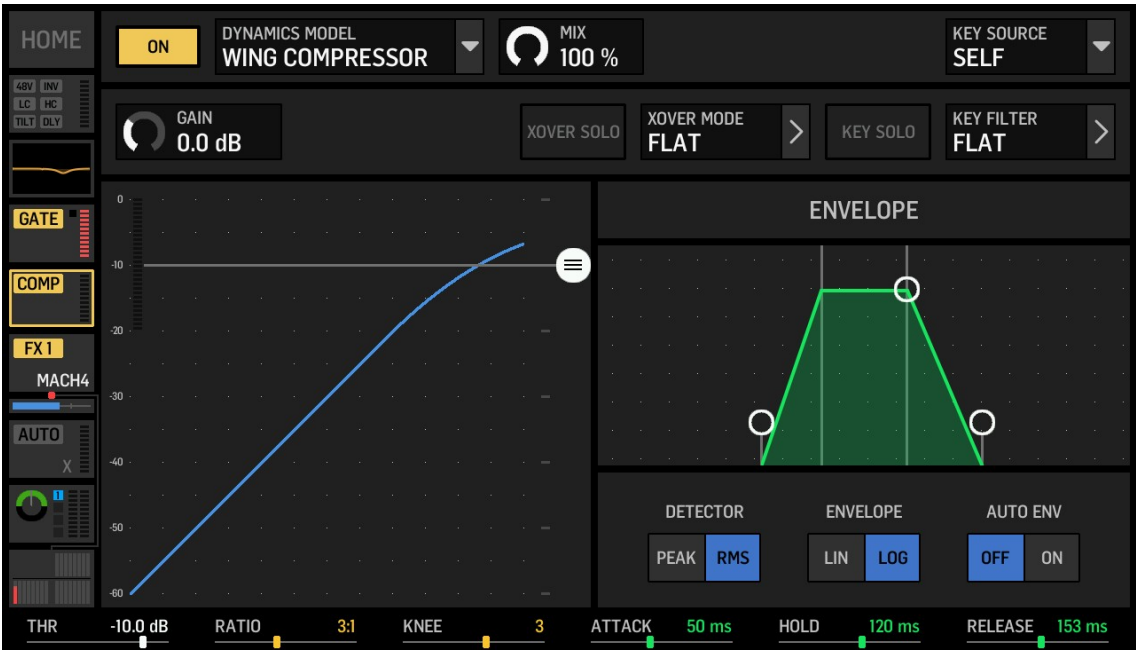 HOME
ON
DYNAMICS MODEL
WING COMPRESSOR
MIX
100 %
KEY SOURCE
SELF
48V INV
LC HC
TILT DLY
GAIN
0.0 dB
XOVER SOLO
XOVER MODE
FLAT
KEY SOLO
KEY FILTER
FLAT
GATE
COMP
FX 1
MACH4
AUTO
X
1
0
-10
-20
-30
-40
-50
-60
ENVELOPE
DETECTOR
PEAK RMS
ENVELOPE
LIN LOG
AUTO ENV
OFF ON
THR -10.0 dB
RATIO 3:1
KNEE 3
ATTACK 50 ms
HOLD 120 ms
RELEASE 153 ms